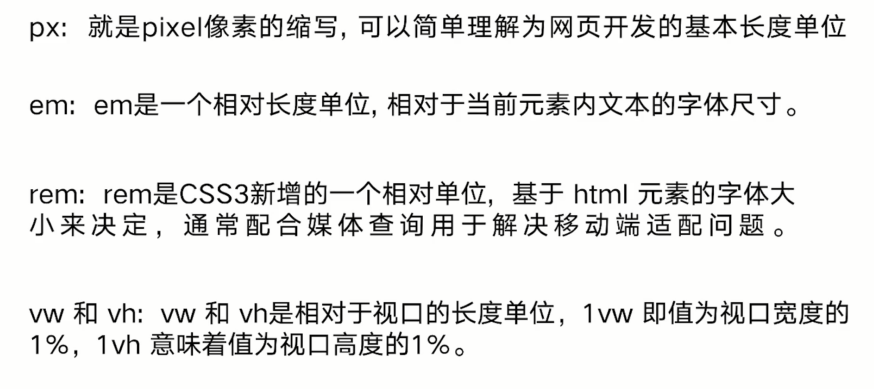 px: 就是pixel像素的缩写, 可以简单理解为网页开发的基本长度单位
em: em是一个相对长度单位, 相对于当前元素内文本的字体尺寸。
rem: rem是CSS3新增的一个相对单位, 基于 html 元素的字体大
小来决定，通常配合媒体查询用于解决移动端适配问题。
vw 和 vh: vw 和 vh是相对于视口的长度单位，1vw 即值为视口宽度的
1%，1vh 意味着值为视口高度的1%。